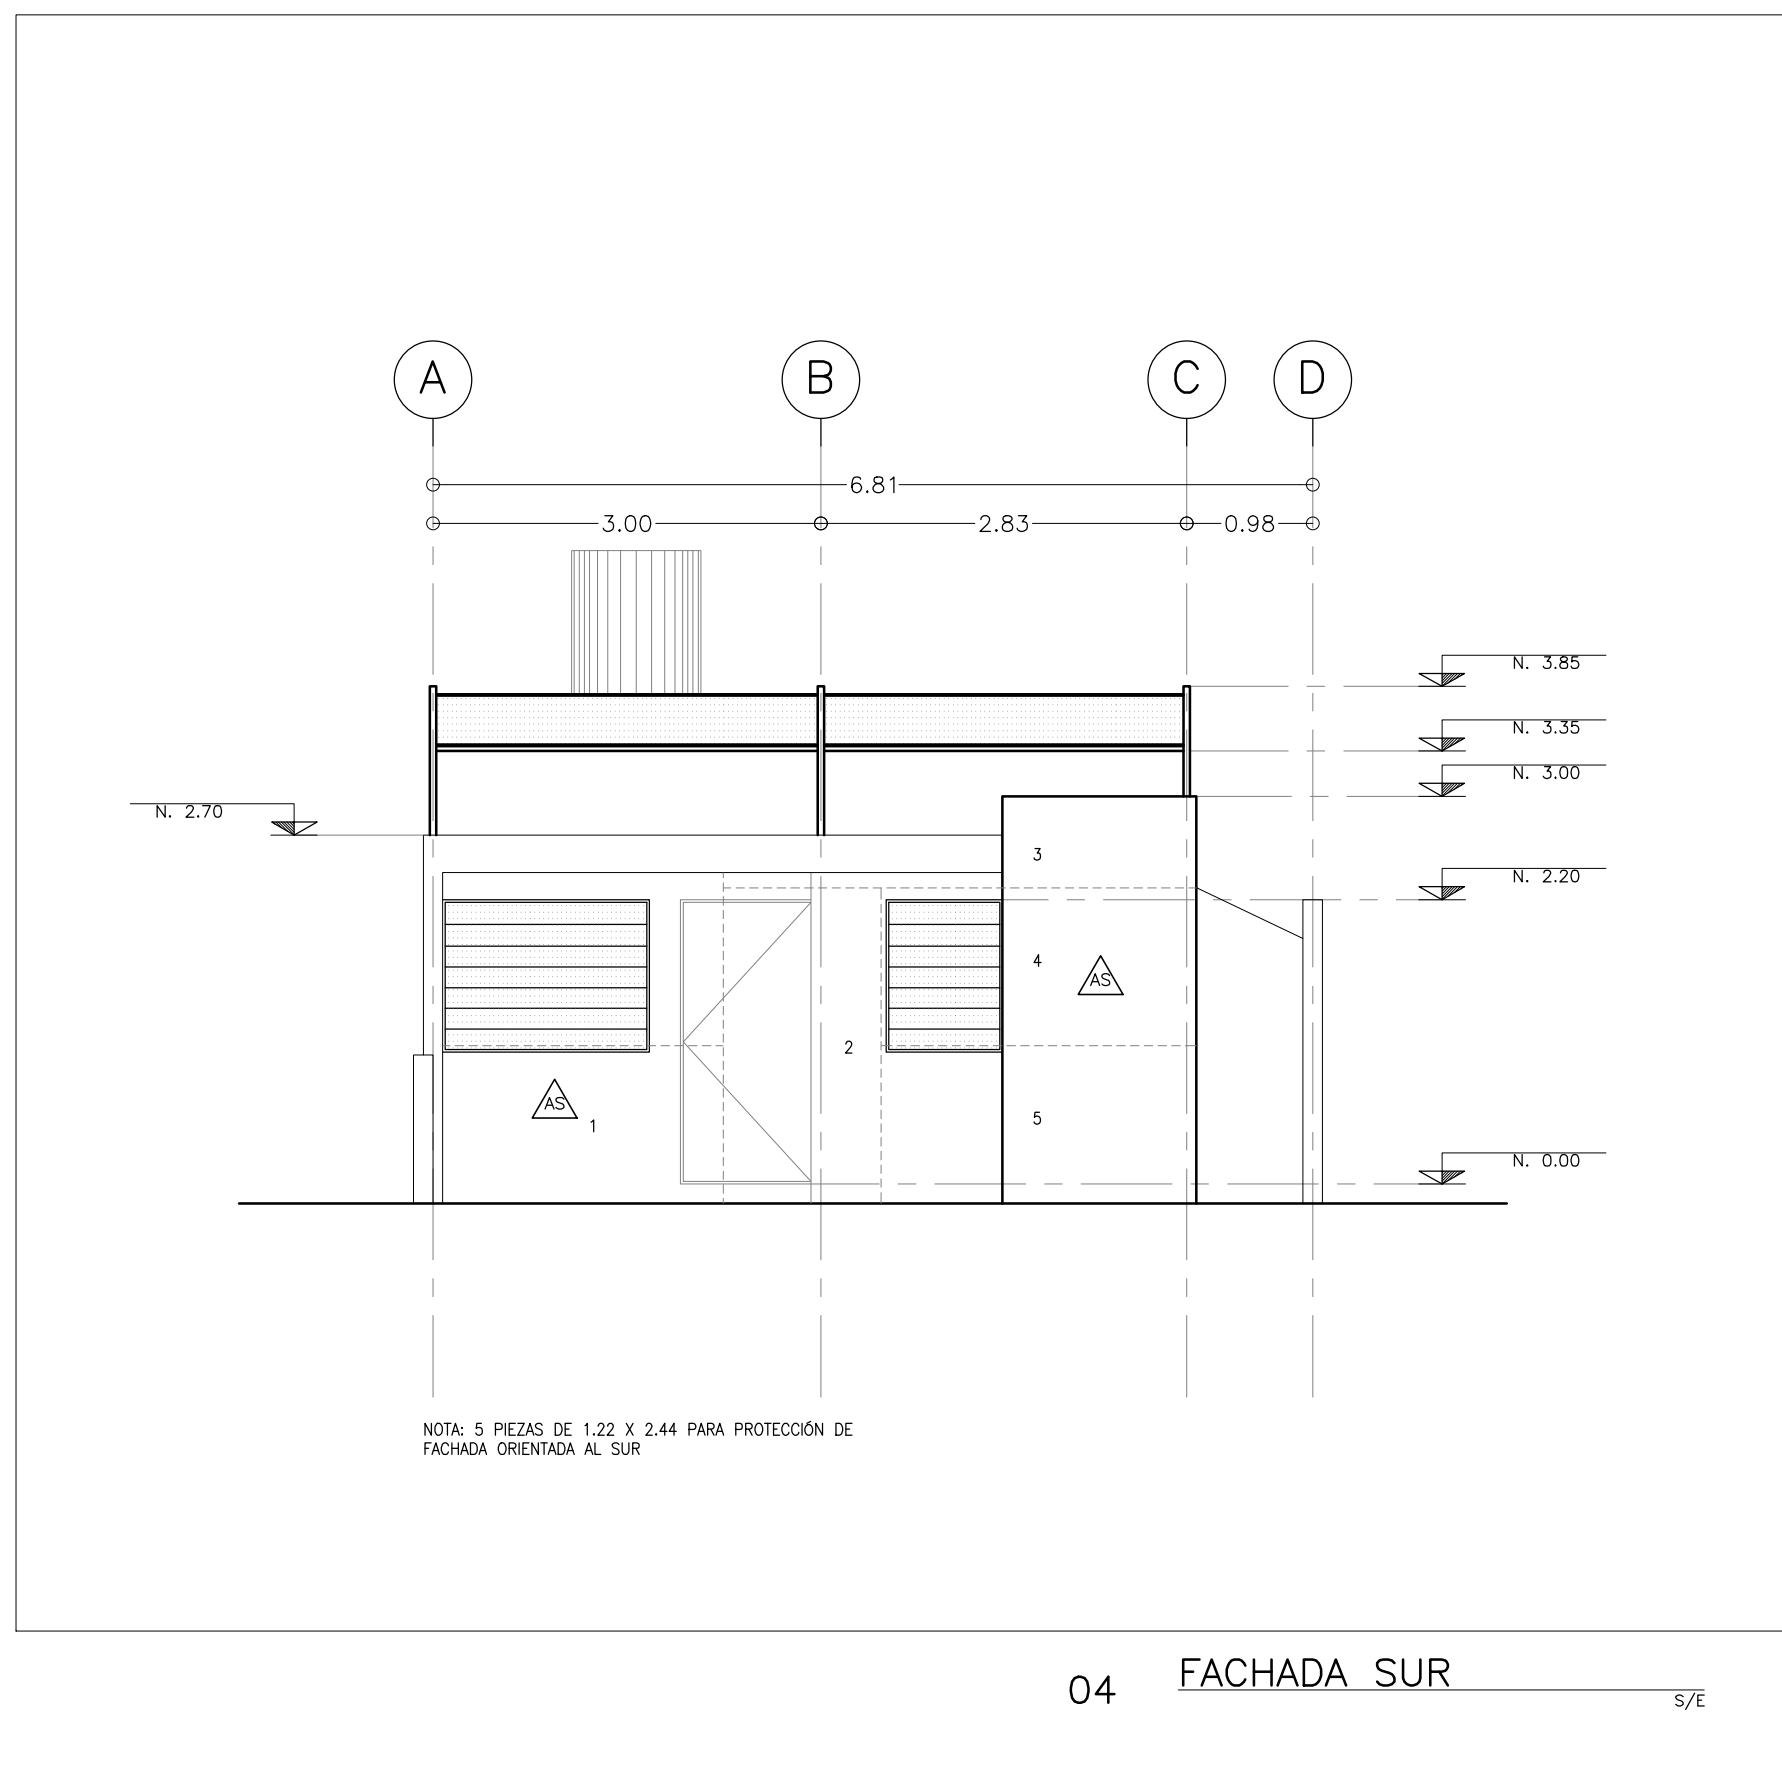 A B C D
6.81
3.00 2.83 0.98
N. 3.85
N. 3.35
N. 3.00
N. 2.70
3
N. 2.20
4 AS
2
AS 1
5
N. 0.00
NOTA: 5 PIEZAS DE 1.22 X 2.44 PARA PROTECCIÓN DE
FACHADA ORIENTADA AL SUR
04 FACHADA SUR
S/E